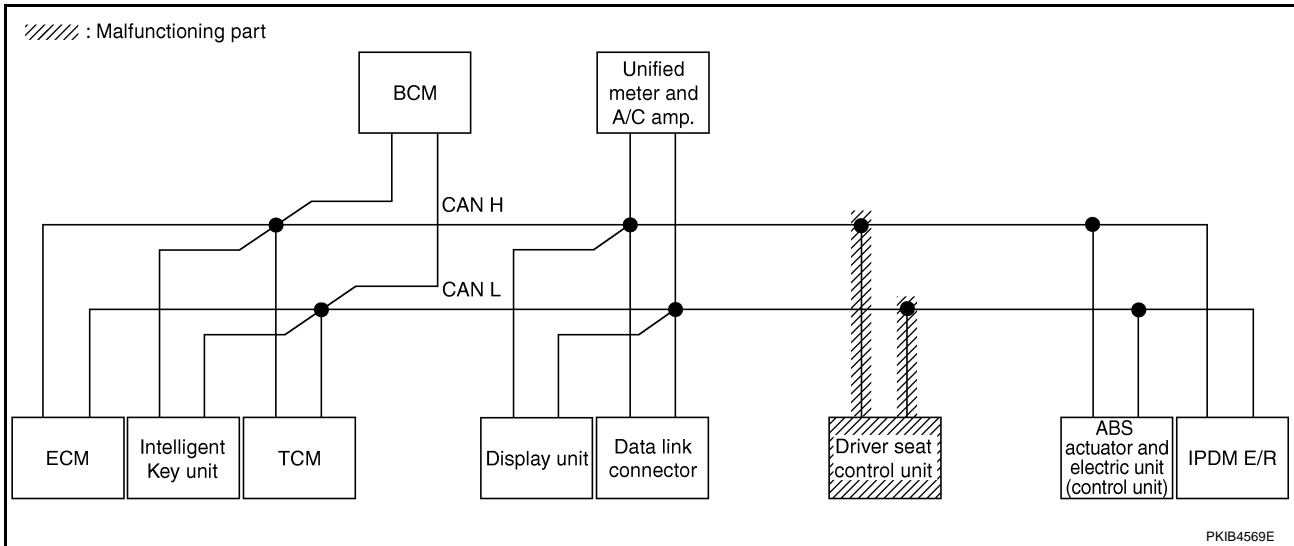 : Malfunctioning part
BCM
Unified
meter and
A/C amp.
CAN H
CAN L
ECM
Intelligent
Key unit
TCM
Display unit
Data link
connector
Driver seat
control unit
ABS
actuator and
electric unit
(control unit)
IPDM E/R
PKIB4569E